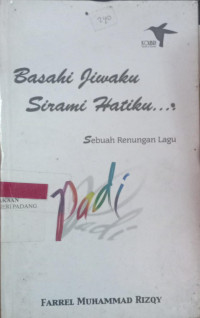 Basahi Jiwaku
Sirami Hatiku...
Sebuah Renungan Lagu
Padi
FARREL MUHAMMAD RIZQY